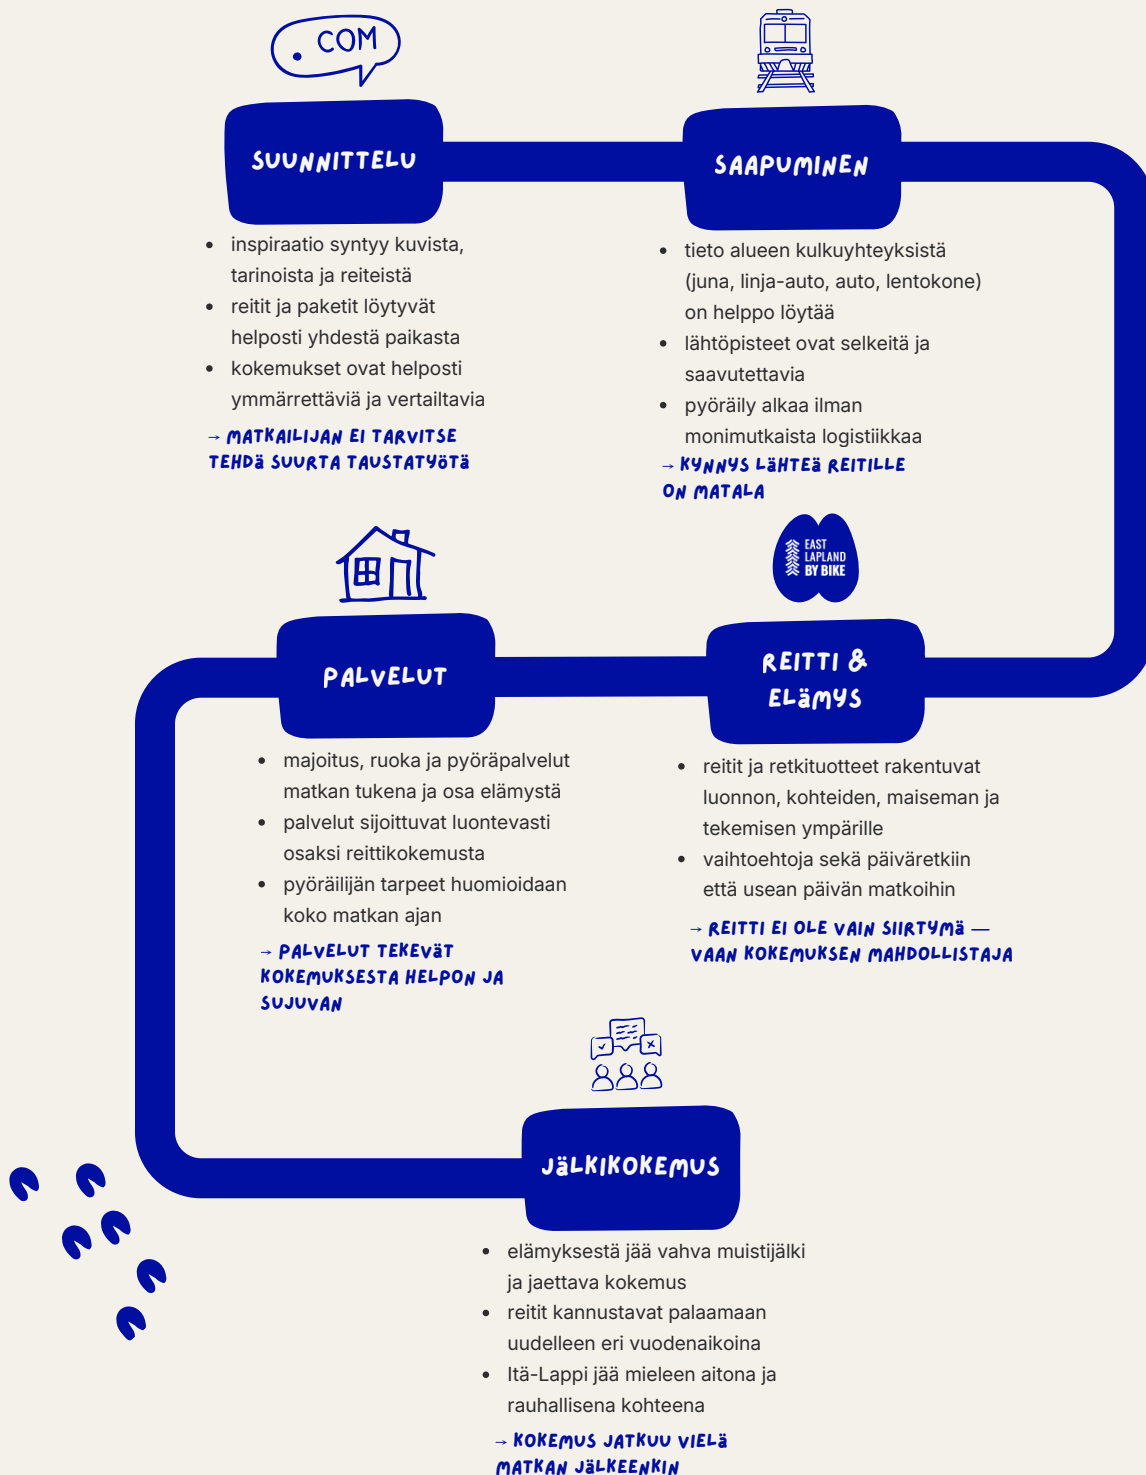 . COM
SUUNNITTELU
inspiraatio syntyy kuvista,
tarinoista ja reiteistä
reitit ja paketit löytyvät
helposti yhdestä paikasta
kokemukset ovat helposti
ymmärrettäviä ja vertailtavia
→ MATKAILIJAN EI TARVITSE
TEHDÄ SUURTA TAUSTATYÖTÄ
SAAPUMINEN
tieto alueen kulkuyhteyksistä
(juna, linja-auto, auto, lentokone)
on helppo löytää
lähtöpisteet ovat selkeitä ja
saavutettavia
pyöräily alkaa ilman
monimutkaista logistiikkaa
→ KYNNYS LÄHTEÄ REITILLE
ON MATALA
EAST
LAPLAND
BY BIKE
REITTI &
ELÄMYS
reitit ja retkituotteet rakentuvat
luonnon, kohteiden, maiseman ja
tekemisen ympärille
vaihtoehtoja sekä päiväretkiin
että usean päivän matkoihin
→ REITTI EI OLE VAIN SIIRTYMÄ —
VAAN KOKEMUKSEN MAHDOLLISTAJA
PALVELUT
majoitus, ruoka ja pyöräpalvelut
matkan tukena ja osa elämystä
palvelut sijoittuvat luontevasti
osaksi reittikokemusta
pyöräilijän tarpeet huomioidaan
koko matkan ajan
→ PALVELUT TEKEVÄT
KOKEMUKSESTA HELPON JA
SUJUVAN
JÄLKIKOKEMUS
elämyksestä jää vahva muistijälki
ja jaettava kokemus
reitit kannustavat palaamaan
uudelleen eri vuodenaikoina
Itä-Lappi jää mieleen aitona ja
rauhallisena kohteena
→ KOKEMUS JATKUU VIELÄ
MATKAN JÄLKEENKIN